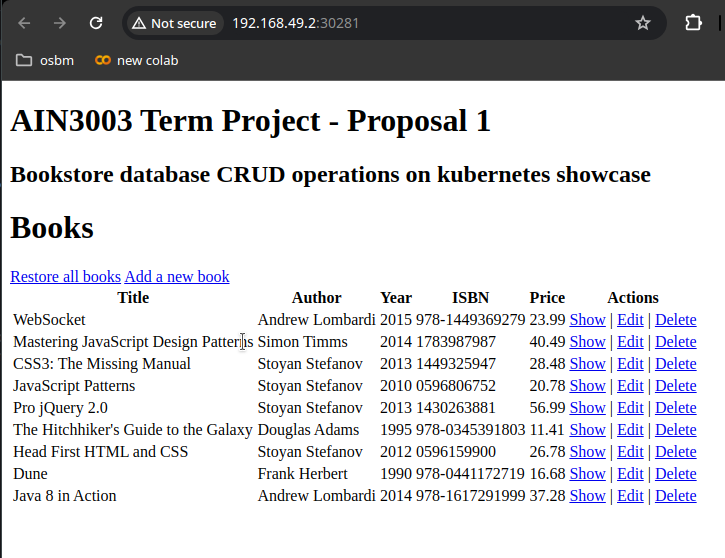 Not secure 192.168.49.2:30281
osbm new colab
AIN3003 Term Project - Proposal 1
Bookstore database CRUD operations on kubernetes showcase
Books
Restore all books Add a new book
Title Author Year ISBN Price Actions
WebSocket Andrew Lombardi 2015 978-1449369279 23.99 Show | Edit | Delete
Mastering JavaScript Design Patterns Simon Timms 2014 1783987987 40.49 Show | Edit | Delete
CSS3: The Missing Manual Stoyan Stefanov 2013 1449325947 28.48 Show | Edit | Delete
JavaScript Patterns Stoyan Stefanov 2010 0596806752 20.78 Show | Edit | Delete
Pro jQuery 2.0 Stoyan Stefanov 2013 1430263881 56.99 Show | Edit | Delete
The Hitchhiker's Guide to the Galaxy Douglas Adams 1995 978-0345391803 11.41 Show | Edit | Delete
Head First HTML and CSS Stoyan Stefanov 2012 0596159900 26.78 Show | Edit | Delete
Dune Frank Herbert 1990 978-0441172719 16.68 Show | Edit | Delete
Java 8 in Action Andrew Lombardi 2014 978-1617291999 37.28 Show | Edit | Delete